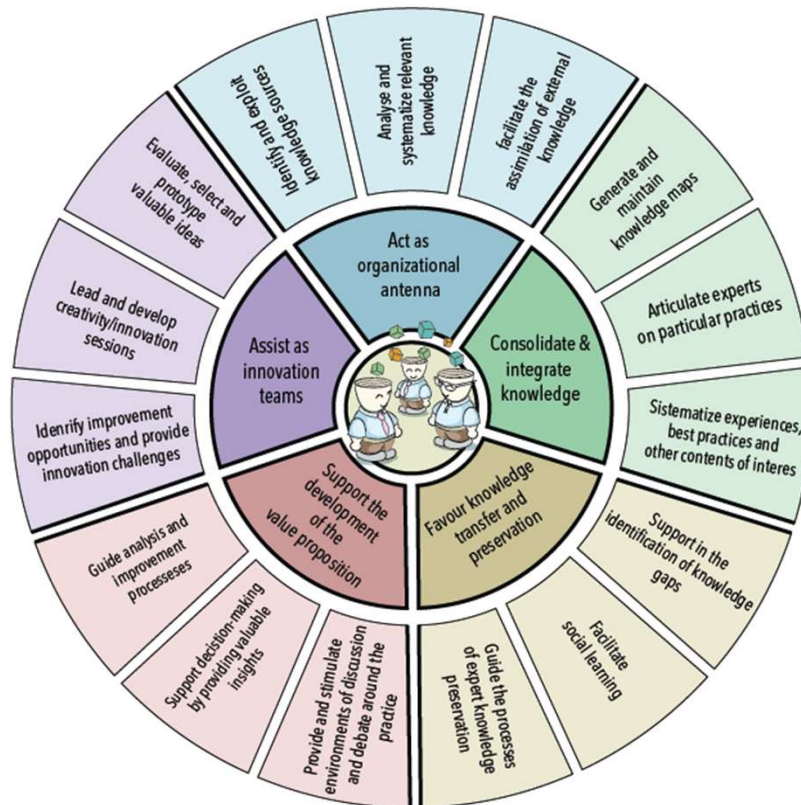 Act as
organizational
antenna
Identify and exploit
knowledge sources
Analyse and
systematize relevant
knowledge
facilitate the
assimilation of external
knowledge
Consolidate &
integrate knowledge
Generate and
maintain
knowledge maps
Articulate experts
on particular practices
Sistematize experiences,
best practices and
other contents of interes
Favour knowledge
transfer and
preservation
Support in the
identification of knowledge
gaps
Facilitate
social learning
Guide the processes
of expert knowledge
preservation
Support the
development
of the
value proposition
Provide and stimulate
environments of discussion
and debate around the
practice
Support decistion-making
by providing valuable
insights
Guide analysis and
improvement
processeses
Assist as
innovation
teams
Idenrify improvement
opportunities and provide
innovation challenges
Lead and develop
creativity/innovation
sessions
Evaluate, select and
prototype
valuable ideas